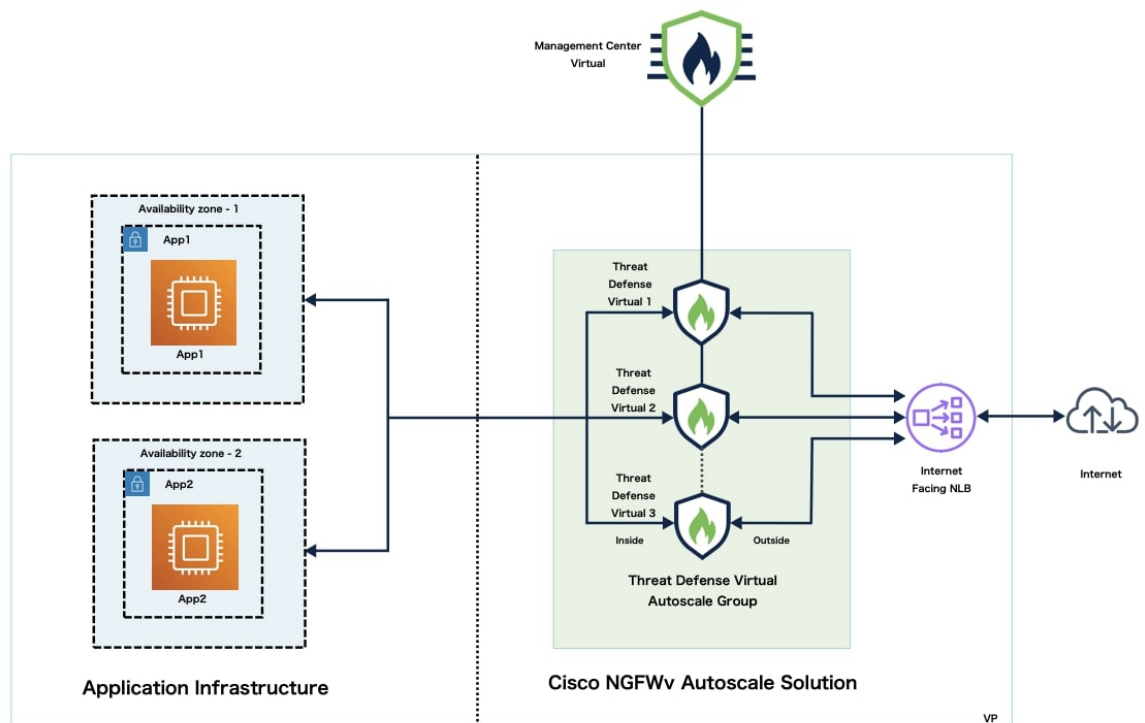 Management Center
Virtual
Availability zone - 1
App1
App1
Availability zone - 2
App2
App2
Application Infrastructure
Threat
Defense
Virtual 1
Threat
Defense
Virtual 2
Threat
Defense
Virtual 3
Inside
Outside
Threat Defense Virtual
Autoscale Group
Cisco NGFWv Autoscale Solution
Internet
Facing NLB
Internet
VP